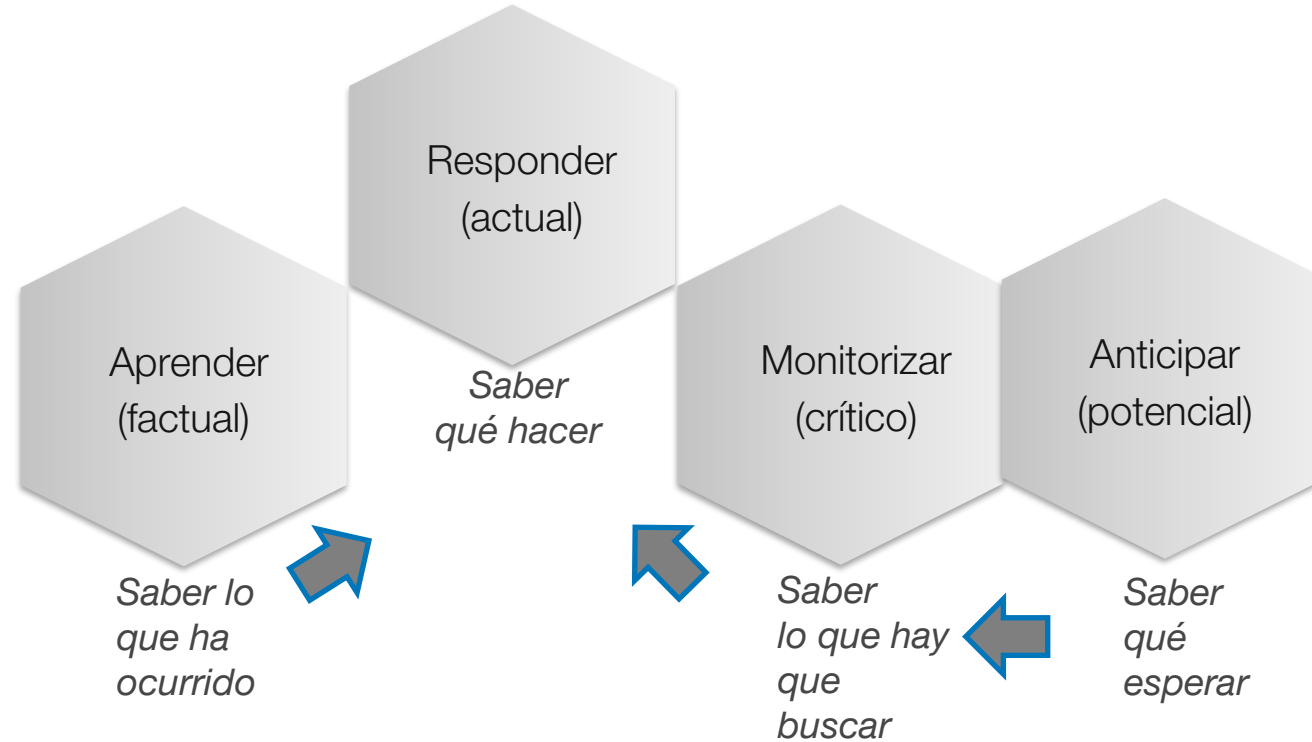 Responder
(actual)
Saber
qué hacer
Aprender
(factual)
Saber lo
que ha
ocurrido
Monitorizar
(crítico)
Saber
lo que hay
que
buscar
Anticipar
(potencial)
Saber
qué
esperar